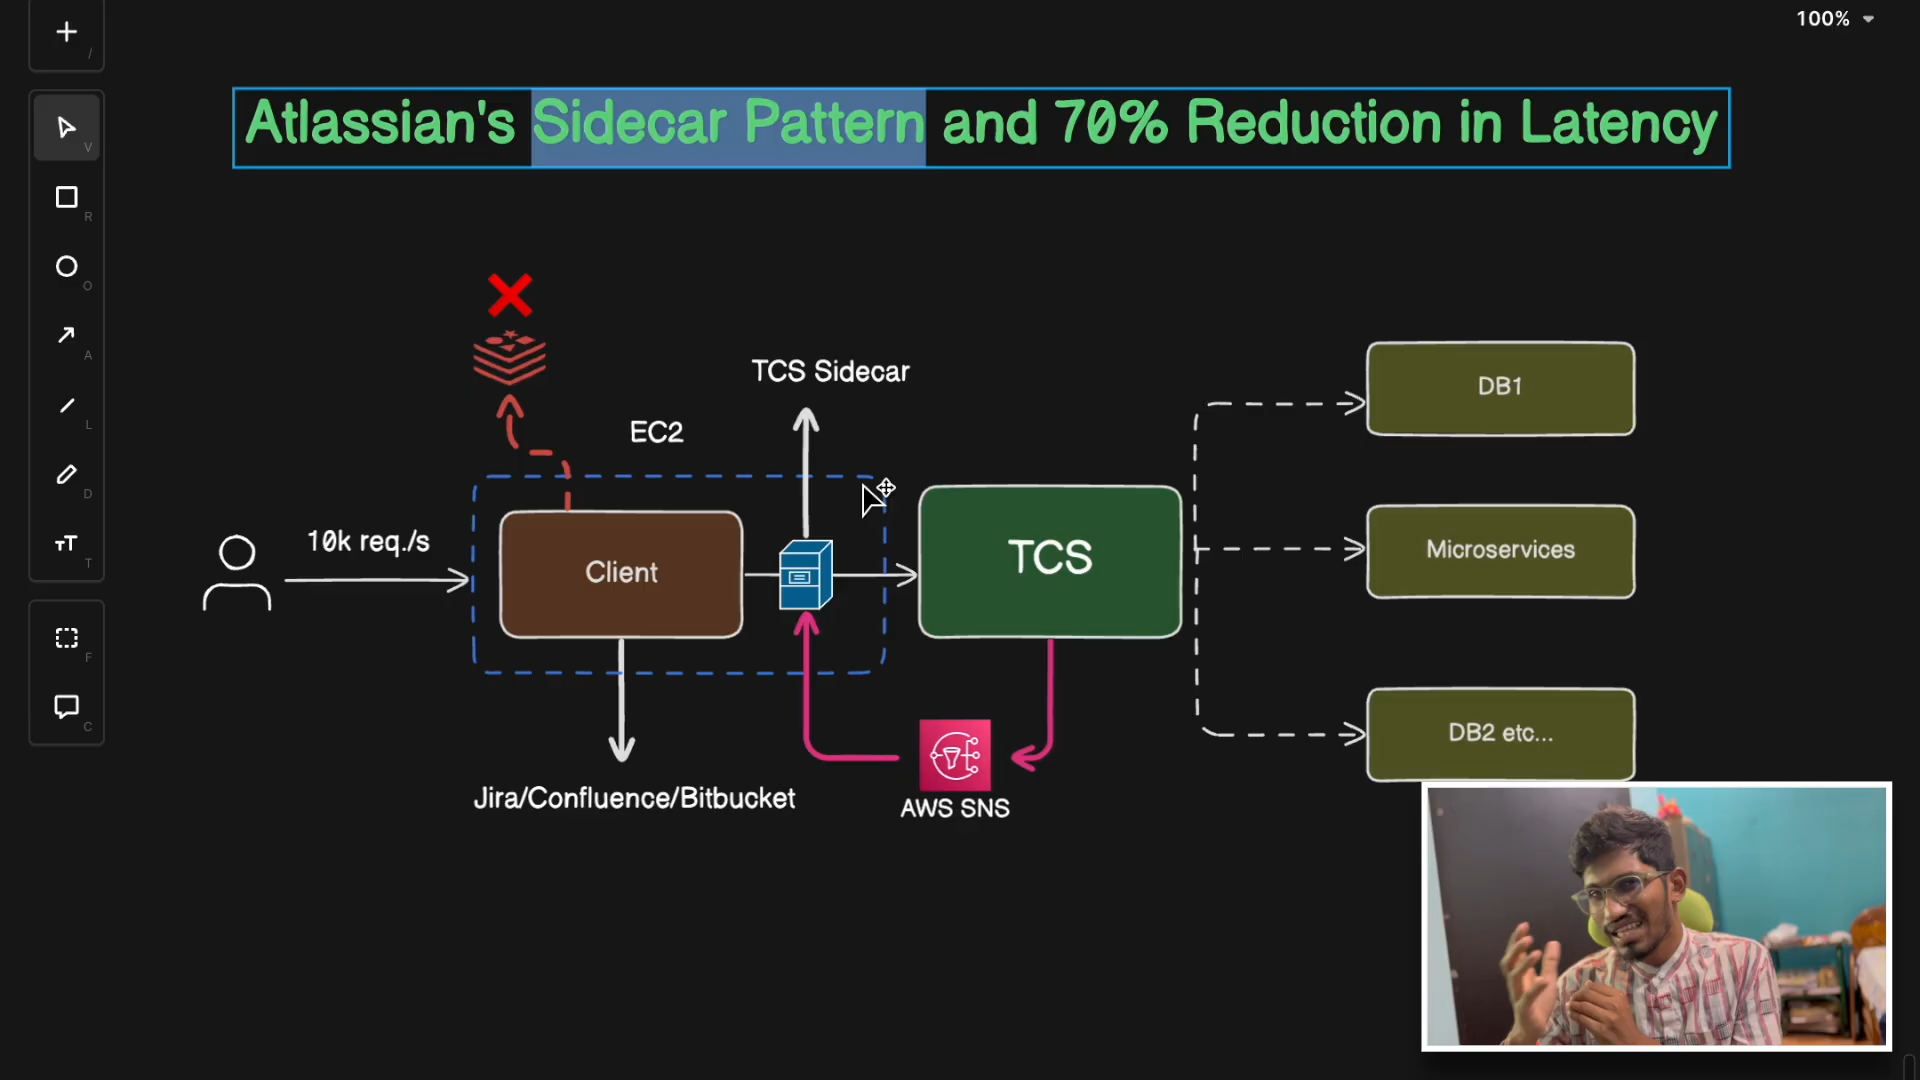 100%
/
Atlassian's Sidecar Pattern and 70% Reduction in Latency
V
R
O
A
L
D
TT
T
F
C
TCS Sidecar
EC2
10k req./s
Client
TCS
DB1
Microservices
DB2 etc...
Jira/Confluence/Bitbucket
AWS SNS